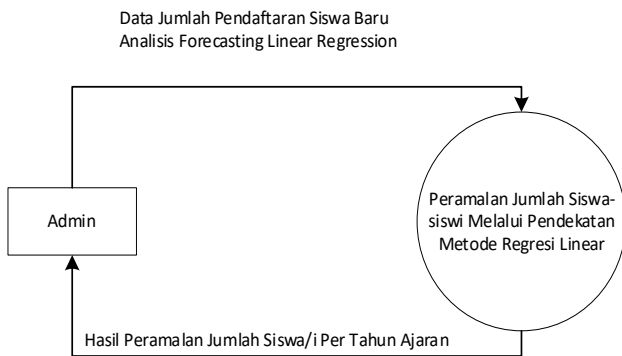 Data Jumlah Pendaftaran Siswa Baru
Analisis Forecasting Linear Regression
Admin
Peramalan Jumlah Siswa-
siswi Melalui Pendekatan
Metode Regresi Linear
Hasil Peramalan Jumlah Siswa/i Per Tahun Ajaran